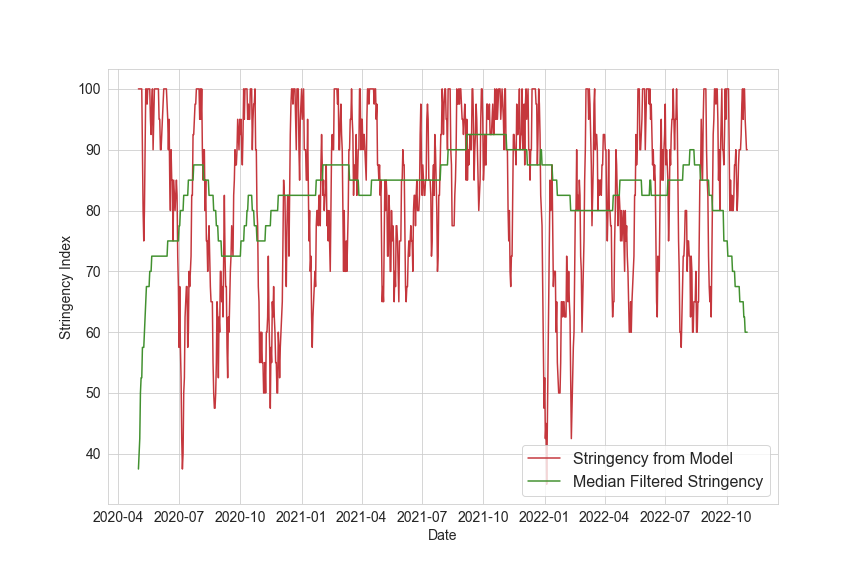 100
90
80
70
60
50
40
Stringency Index
Stringency from Model
Median Filtered Stringency
2020-04 2020-07 2020-10 2021-01 2021-04 2021-07 2021-10 2022-01 2022-04 2022-07 2022-10
Date